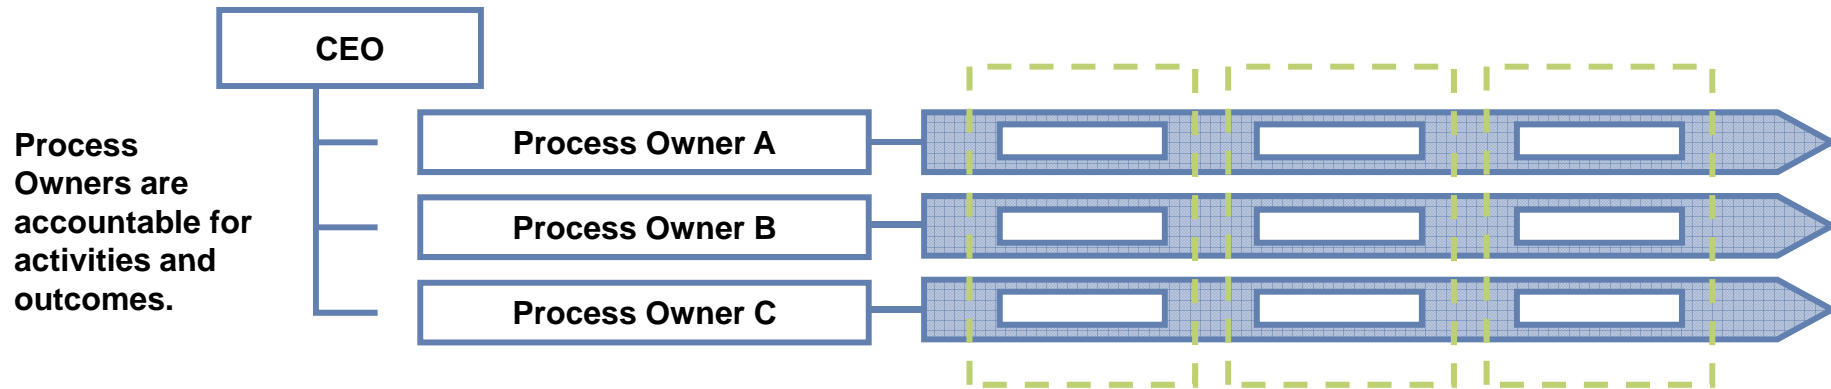 CEO
Process
Owners are
accountable for
activities and
outcomes.
Process Owner A
Process Owner B
Process Owner C